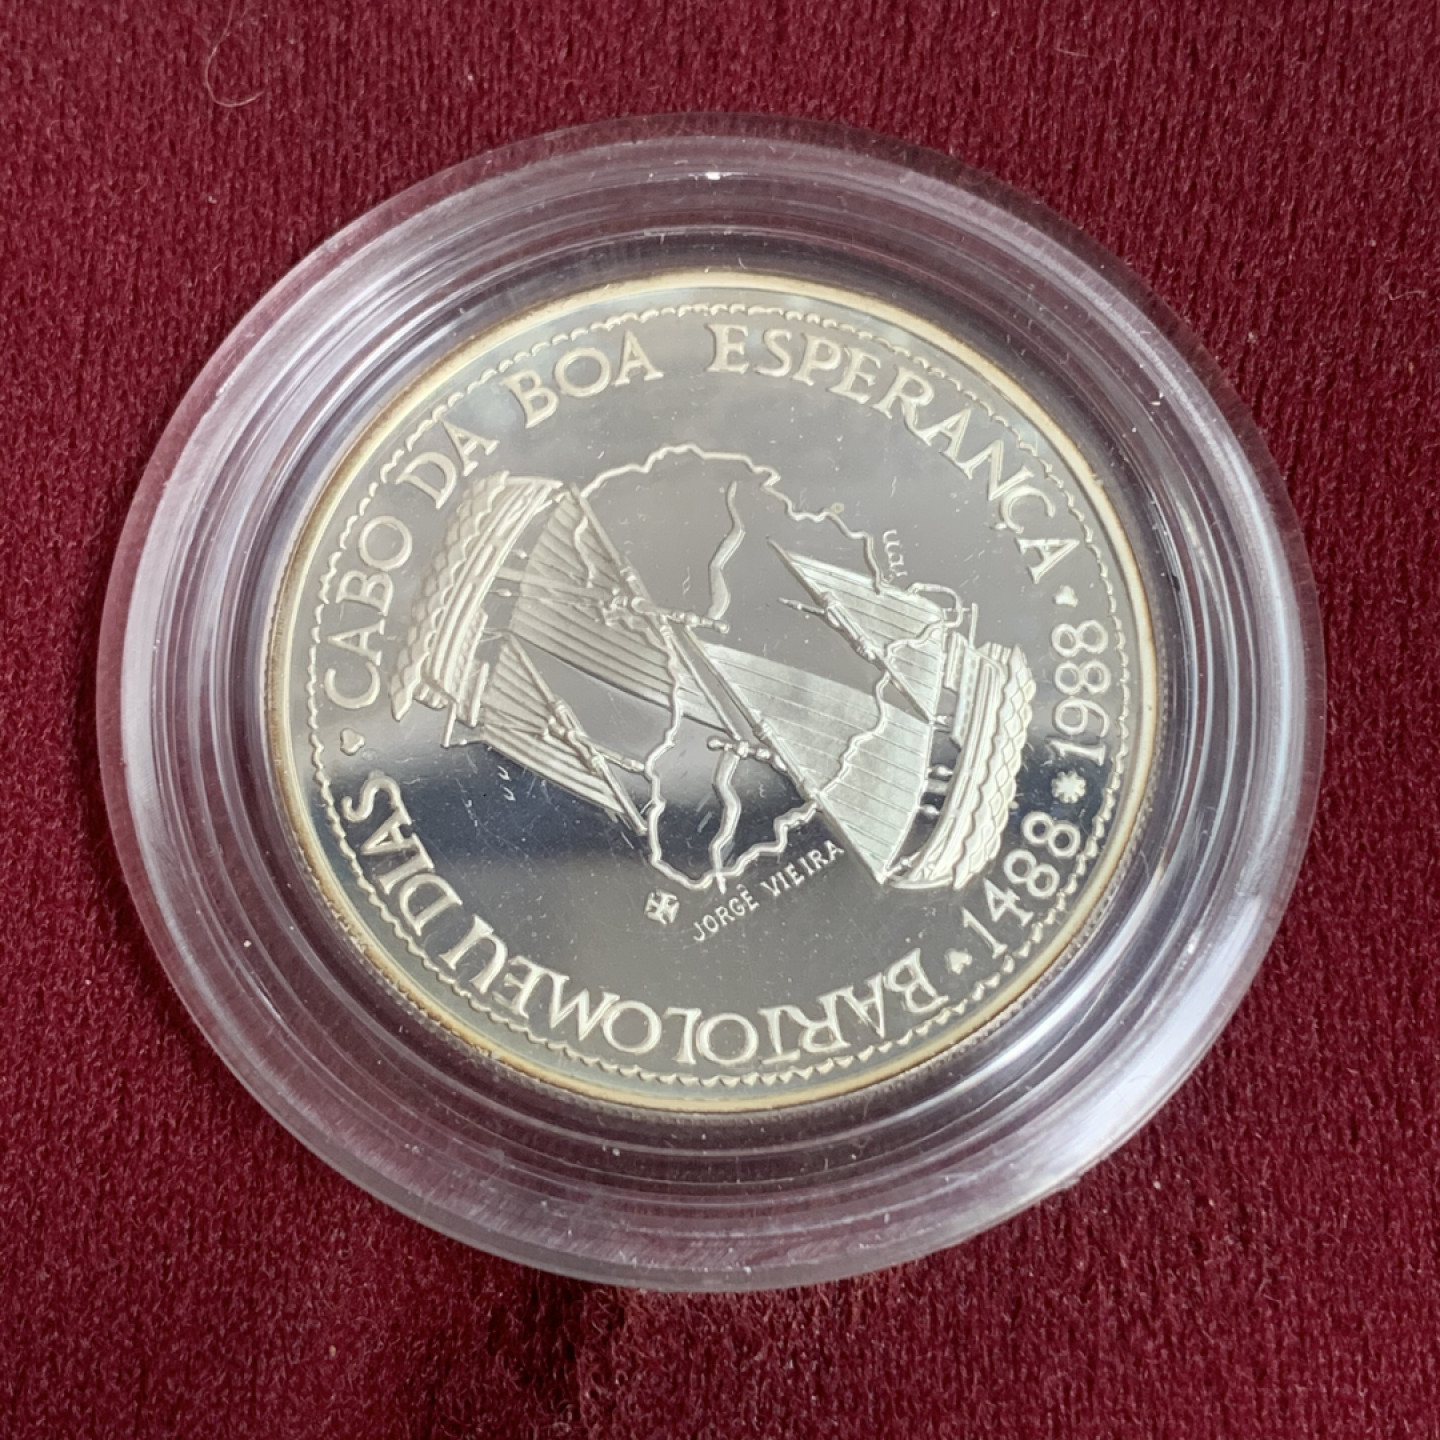 CABO DA BOA ESPERANÇA
1488 1988
BARTOLOMEU DIAS
JORGE VIEIRA